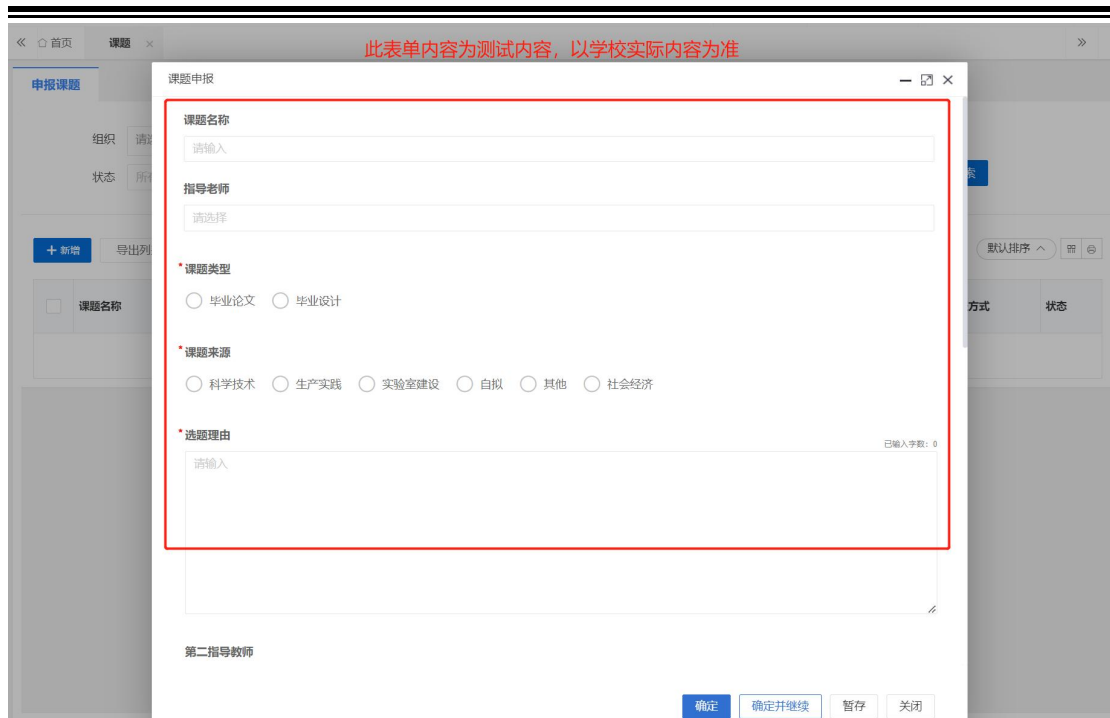 首页 课题
此表单内容为测试内容，以学校实际内容为准
申报课题
课题申报
课题名称
请输入
组织
状态
指导老师
请选择
索
新增
导出列
默认排序
课题类型
毕业论文 毕业设计
课题名称
方式 状态
课题来源
科学技术 生产实践 实验室建设 自拟 其他 社会经济
选题理由
已输入字数：0
请输入
第二指导教师
确定 确定并继续 暂存 关闭